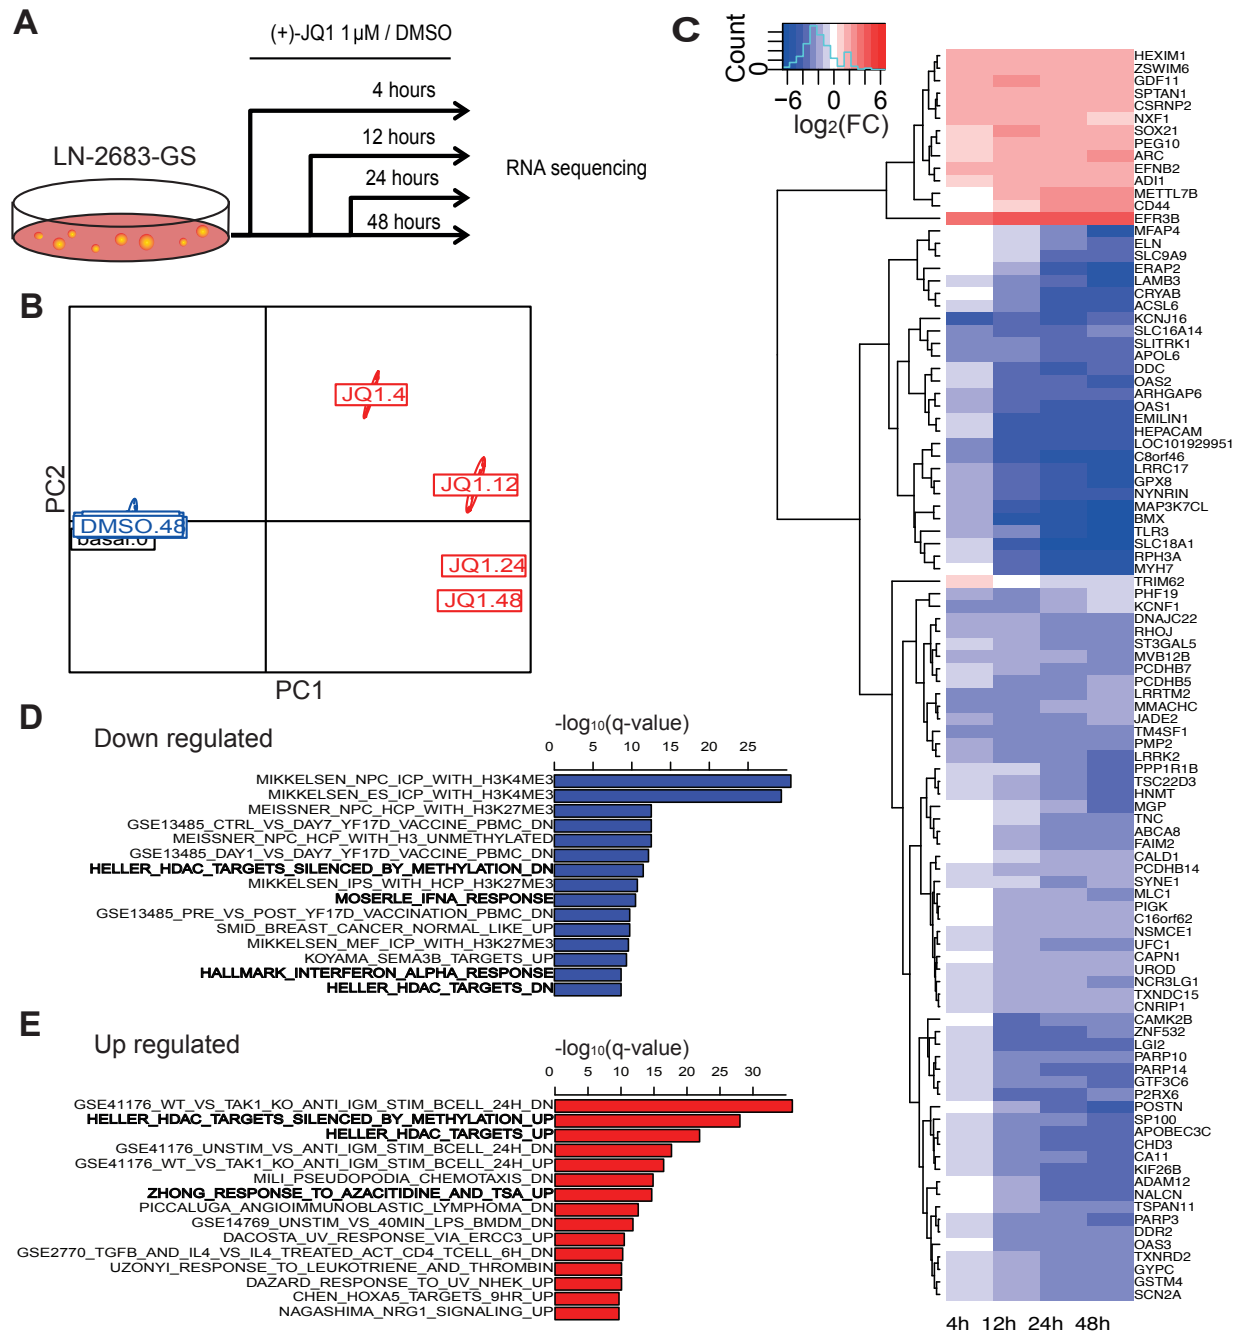 A
(+)-JQ1 1µM / DMSO
4 hours
12 hours
24 hours
48 hours
LN-2683-GS
RNA sequencing
B
PC2
PC1
JQ1.4
JQ1.12
JQ1.24
JQ1.48
DMSO.48
basal.0
C
Count
0
−6 0 6
log2(FC)
HEXIM1
ZSWIM6
GDF11
SPTAN1
CSRNP2
NXF1
SOX21
PEG10
ARC
EFNB2
ADI1
METTL7B
CD44
EFR3B
MFAP4
ELN
SLC9A9
ERAP2
LAMB3
CRYAB
ACSL6
KCNJ16
SLC16A14
SLITRK1
APOL6
DDC
OAS2
ARHGAP6
OAS1
EMILIN1
HEPACAM
LOC101929951
C8orf46
LRRC17
GPX8
NYNRIN
MAP3K7CL
BMX
TLR3
SLC18A1
RPH3A
MYH7
TRIM62
PHF19
KCNF1
DNAJC22
RHOJ
ST3GAL5
MVB12B
PCDHB7
PCDHB5
LRRTM2
MMACHC
JADE2
TM4SF1
PMP2
LRRK2
PPP1R1B
TSC22D3
HNMT
MGP
TNC
ABCA8
FAIM2
CALD1
PCDHB14
SYNE1
MLC1
PIGK
C16orf62
NSMCE1
UFC1
CAPN1
UROD
NCR3LG1
TXNDC15
CNRIP1
CAMK2B
ZNF532
LGI2
PARP10
PARP14
GTF3C6
P2RX6
POSTN
SP100
APOBEC3C
CHD3
CA11
KIF26B
ADAM12
NALCN
TSPAN11
PARP3
DDR2
OAS3
TXNRD2
GYPC
GSTM4
SCN2A
4h 12h 24h 48h
D
Down regulated
-log10(q-value)
0 5 10 15 20 25
MIKKELSEN_NPC_ICP_WITH_H3K4ME3
MIKKELSEN_ES_ICP_WITH_H3K4ME3
MEISSNER_NPC_HCP_WITH_H3K27ME3
GSE13485_CTRL_VS_DAY7_YF17D_VACCINE_PBMC_DN
MEISSNER_NPC_HCP_WITH_H3_UNMETHYLATED
GSE13485_DAY1_VS_DAY7_YF17D_VACCINE_PBMC_DN
HELLER_HDAC_TARGETS_SILENCED_BY_METHYLATION_DN
MIKKELSEN_IPS_WITH_HCP_H3K27ME3
MOSERLE_IFNA_RESPONSE
GSE13485_PRE_VS_POST_YF17D_VACCINATION_PBMC_DN
SMID_BREAST_CANCER_NORMAL_LIKE_UP
MIKKELSEN_MEF_ICP_WITH_H3K27ME3
KOYAMA_SEMA3B_TARGETS_UP
HALLMARK_INTERFERON_ALPHA_RESPONSE
HELLER_HDAC_TARGETS_DN
E
Up regulated
-log10(q-value)
0 5 10 15 20 25 30
GSE41176_WT_VS_TAK1_KO_ANTI_IGM_STIM_BCELL_24H_DN
HELLER_HDAC_TARGETS_SILENCED_BY_METHYLATION_UP
HELLER_HDAC_TARGETS_UP
GSE41176_UNSTIM_VS_ANTI_IGM_STIM_BCELL_24H_DN
GSE41176_WT_VS_TAK1_KO_ANTI_IGM_STIM_BCELL_24H_UP
MILI_PSEUDOPODIA_CHEMOTAXIS_DN
ZHONG_RESPONSE_TO_AZACITIDINE_AND_TSA_UP
PICCALUGA_ANGIOIMMUNOBLASTIC_LYMPHOMA_DN
GSE14769_UNSTIM_VS_40MIN_LPS_BMDM_DN
DACOSTA_UV_RESPONSE_VIA_ERCC3_UP
GSE2770_TGFB_AND_IL4_VS_IL4_TREATED_ACT_CD4_TCELL_6H_DN
UZONYI_RESPONSE_TO_LEUKOTRIENE_AND_THROMBIN
DAZARD_RESPONSE_TO_UV_NHEK_UP
CHEN_HOXA5_TARGETS_9HR_UP
NAGASHIMA_NRG1_SIGNALING_UP